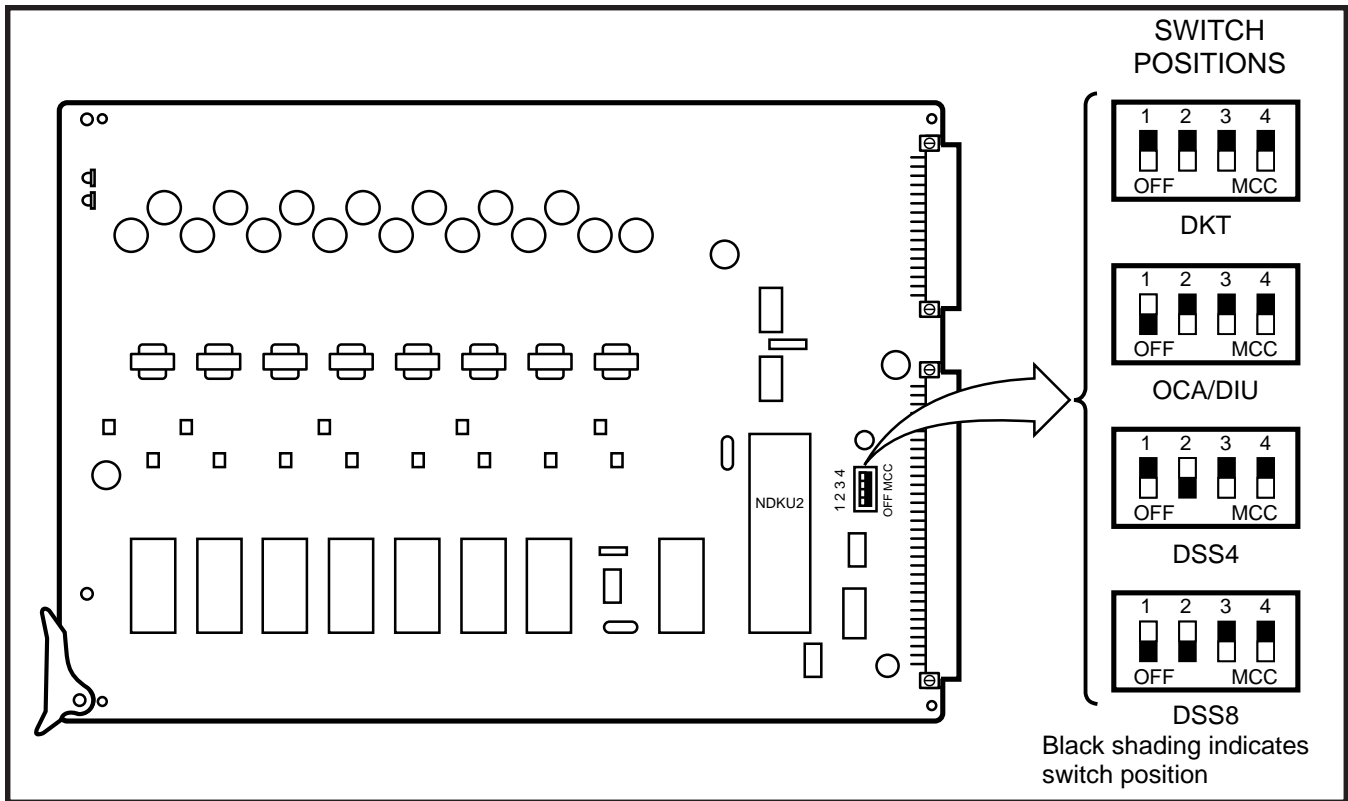 SWITCH
POSITIONS
1 2 3 4
OFF MCC
DKT
1 2 3 4
OFF MCC
OCA/DIU
1 2 3 4
OFF MCC
DSS4
1 2 3 4
OFF MCC
DSS8
Black shading indicates
switch position
NDKU2
1 2 3 4
OFF MCC